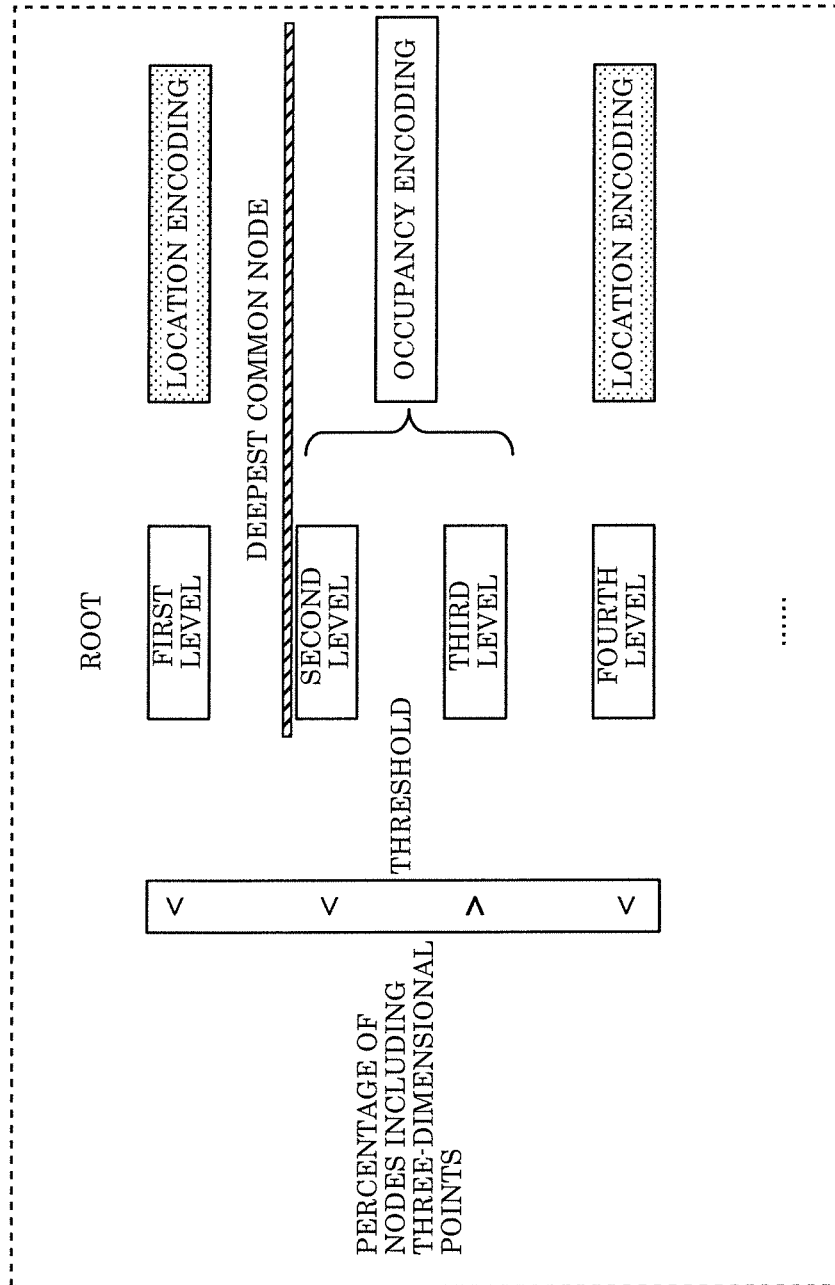 ROOT
FIRST
LEVEL
<
LOCATION ENCODING
DEEPEST COMMON NODE
SECOND
LEVEL
<
PERCENTAGE OF
NODES INCLUDING
THREE-DIMENSIONAL
POINTS
THRESHOLD
OCCUPANCY ENCODING
THIRD
LEVEL
>
FOURTH
LEVEL
<
LOCATION ENCODING
......